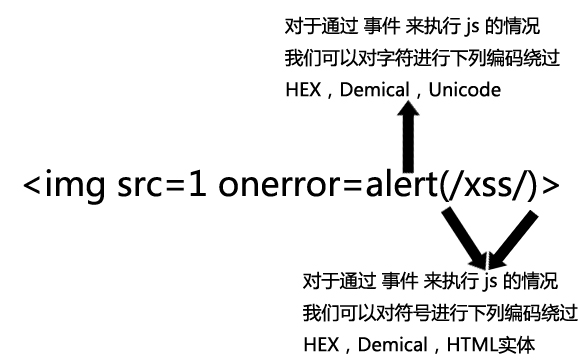 对于通过 事件 来执行 js 的情况
我们可以对字符进行下列编码绕过
HEX，Demical，Unicode
<img src=1 onerror=alert(/xss/)>
对于通过 事件 来执行 js 的情况
我们可以对符号进行下列编码绕过
HEX，Demical，HTML实体